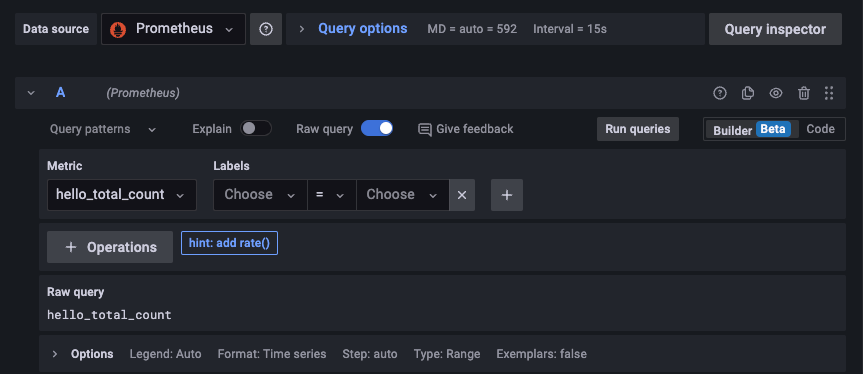 Data source Prometheus Query options MD = auto = 592 Interval = 15s Query inspector
A (Prometheus)
Query patterns Explain Raw query Give feedback Run queries Builder Beta Code
Metric Labels
hello_total_count Choose = Choose
+ Operations hint: add rate()
Raw query
hello_total_count
Options Legend: Auto Format: Time series Step: auto Type: Range Exemplars: false